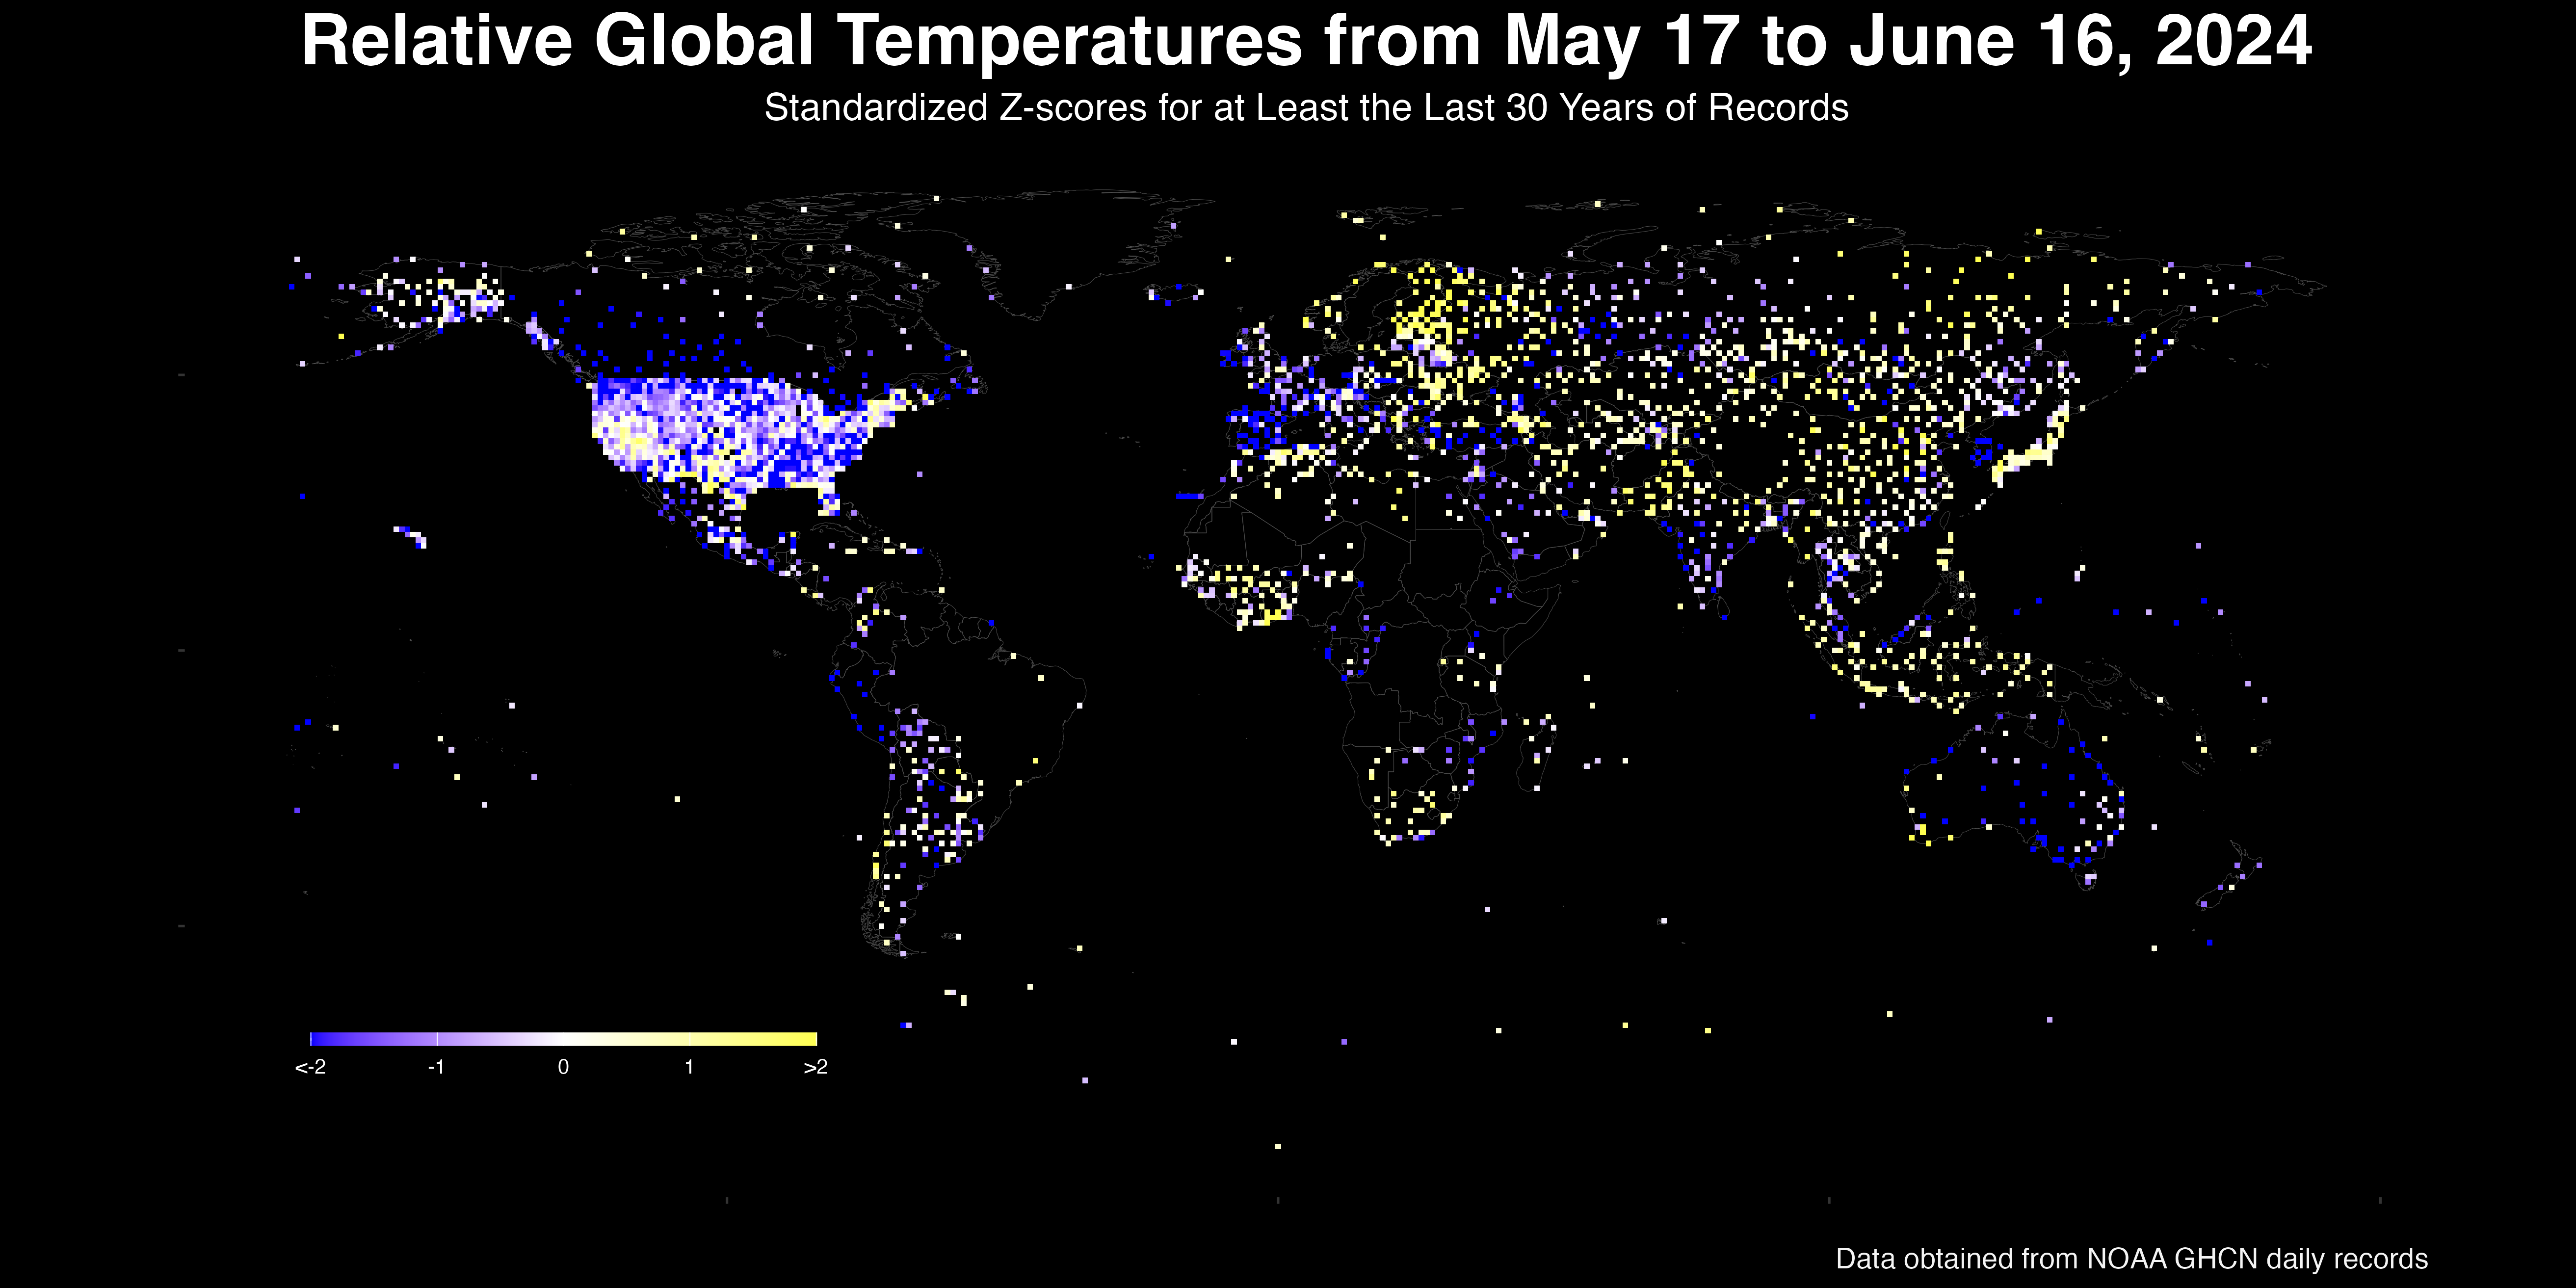 Relative Global Temperatures from May 17 to June 16, 2024
Standardized Z-scores for at Least the Last 30 Years of Records
<-2 -1 0 1 >2
Data obtained from NOAA GHCN daily records